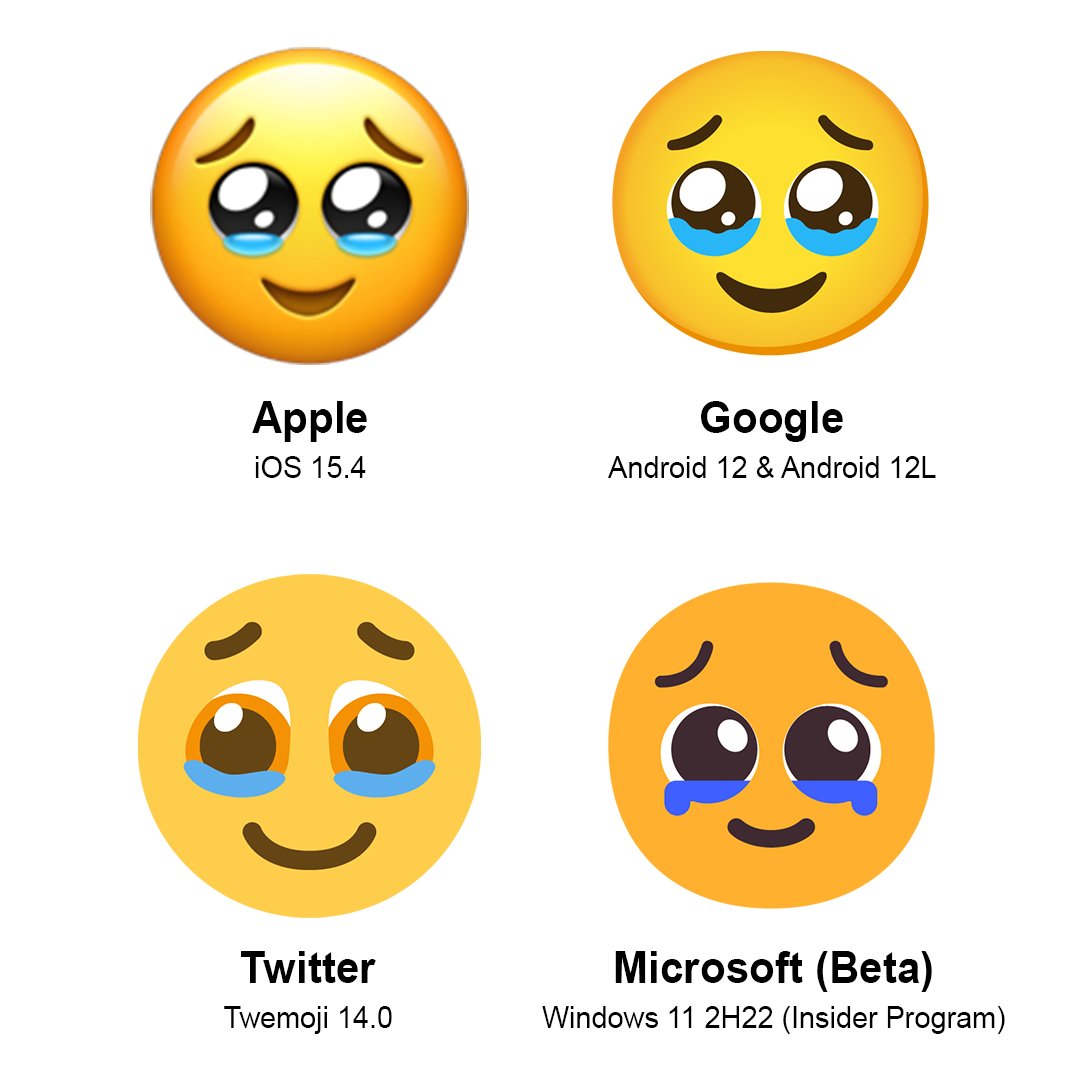 Apple
iOS 15.4
Google
Android 12 & Android 12L
Twitter
Twemoji 14.0
Microsoft (Beta)
Windows 11 2H22 (Insider Program)